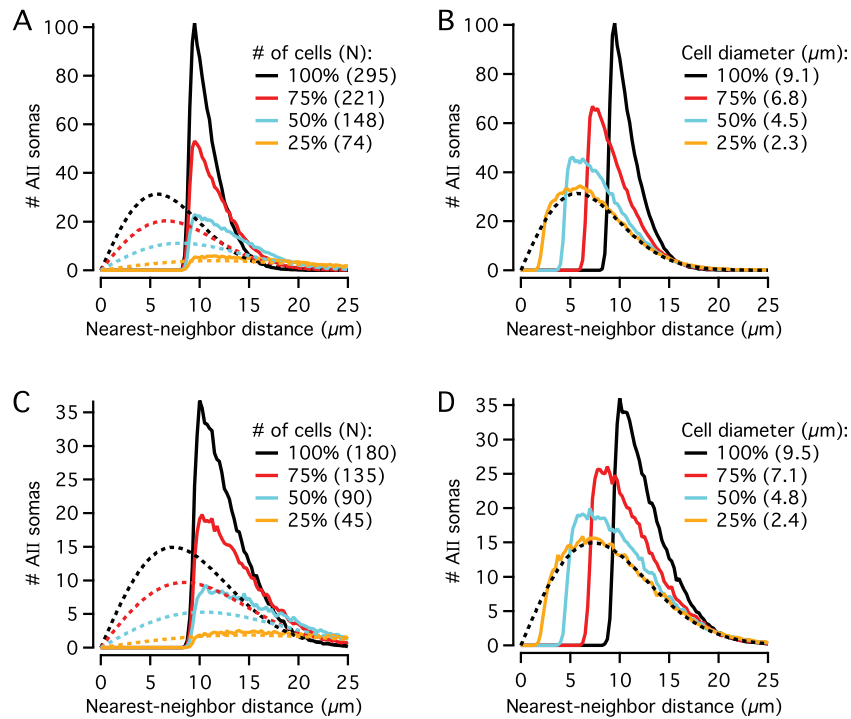 A
# of cells (N):
100% (295)
75% (221)
50% (148)
25% (74)
100
80
60
40
20
0
# AII somas
0 5 10 15 20 25
Nearest-neighbor distance (µm)
B
Cell diameter (µm):
100% (9.1)
75% (6.8)
50% (4.5)
25% (2.3)
100
80
60
40
20
0
0 5 10 15 20 25
Nearest-neighbor distance (µm)
C
# of cells (N):
100% (180)
75% (135)
50% (90)
25% (45)
35
30
25
20
15
10
5
0
# AII somas
0 5 10 15 20 25
Nearest-neighbor distance (µm)
D
Cell diameter (µm):
100% (9.5)
75% (7.1)
50% (4.8)
25% (2.4)
35
30
25
20
15
10
5
0
# AII somas
0 5 10 15 20 25
Nearest-neighbor distance (µm)